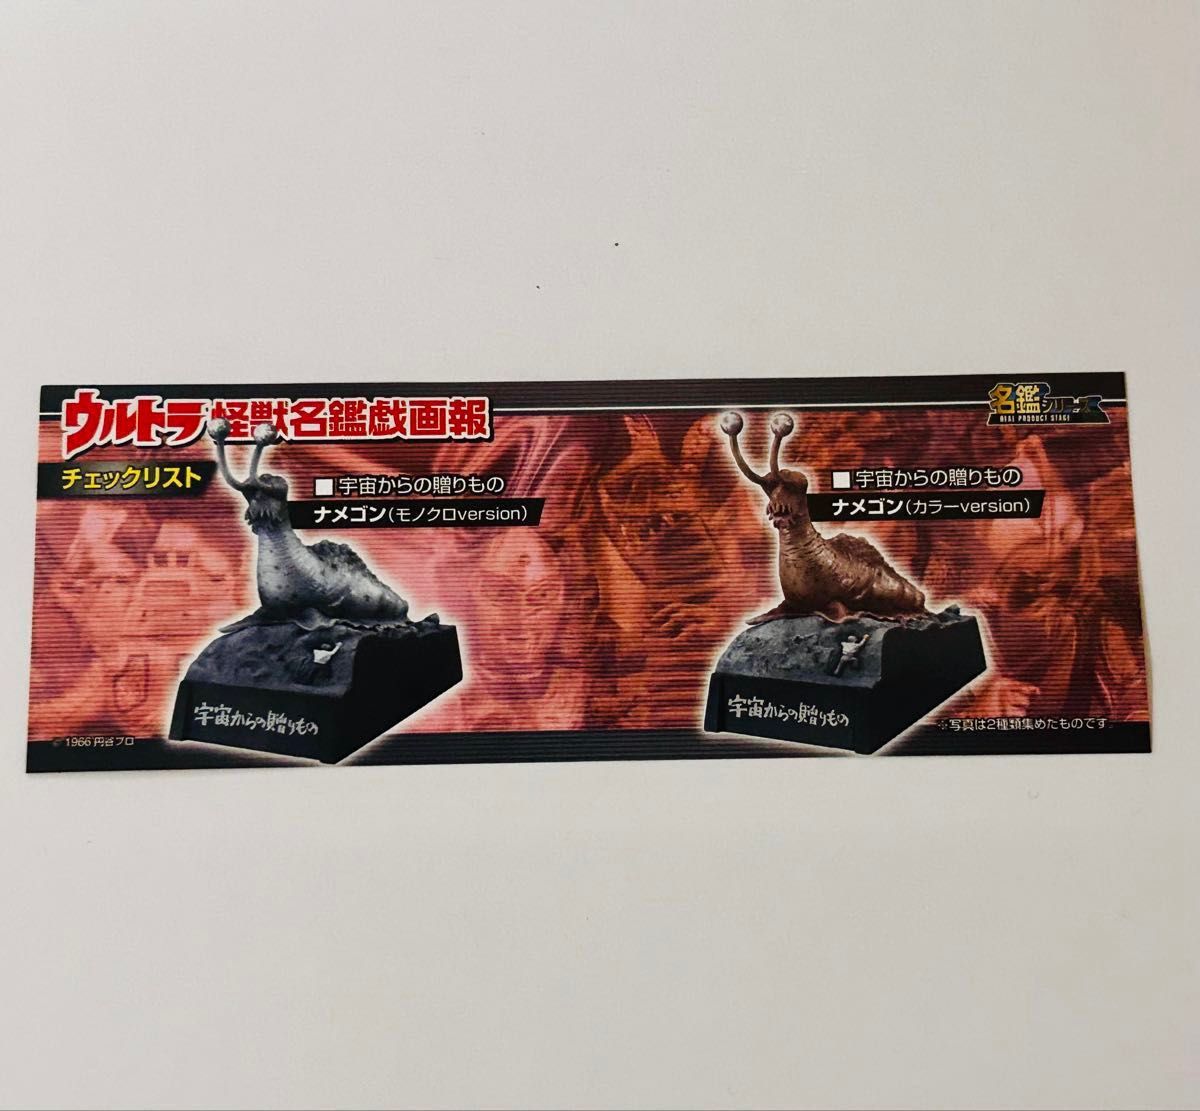 ウルトラ怪獣名鑑戯画報
名鑑シリーズ
REAL PRODUCT STAGE
チェックリスト
■宇宙からの贈りもの
ナメゴン(モノクロversion)
■宇宙からの贈りもの
ナメゴン(カラーversion)
宇宙からの贈りもの
宇宙からの贈りもの
※写真は2種類集めたものです。
© 1966 円谷プロ